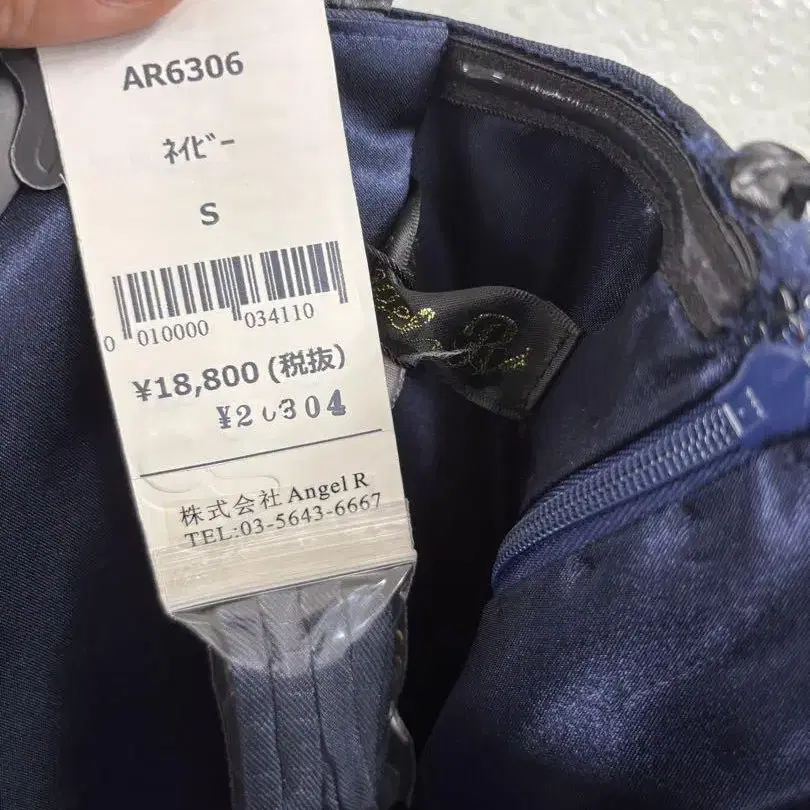 AR6306
ﾈｲﾋﾞｰ
S
0 010000 034110
¥18,800 (税抜)
¥20304
株式会社 Angel R
TEL:03-5643-6667